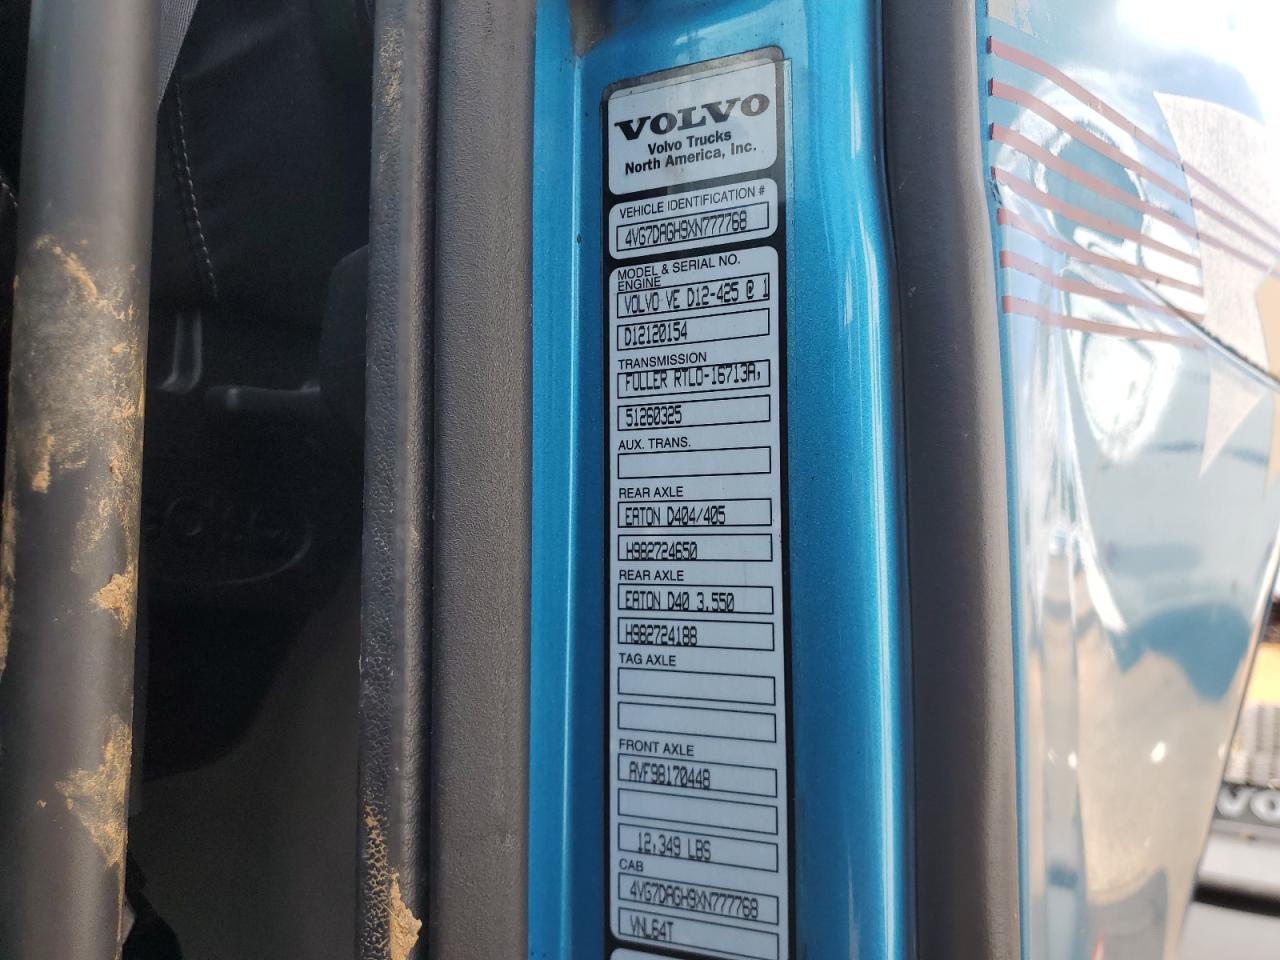 VOLVO
Volvo Trucks
North America, Inc.
VEHICLE IDENTIFICATION #
4VG7DAGH9XN777768
MODEL & SERIAL NO.
ENGINE
VOLVO VE D12-425 @ 1
D12120154
TRANSMISSION
FULLER RTLO-16713A,
51260325
AUX. TRANS.
REAR AXLE
EATON D404/405
H982724650
REAR AXLE
EATON D40 3.550
H982724188
TAG AXLE
FRONT AXLE
AVF98170448
12,349 LBS
CAB
4VG7DAGH9XN777768
VNL64T